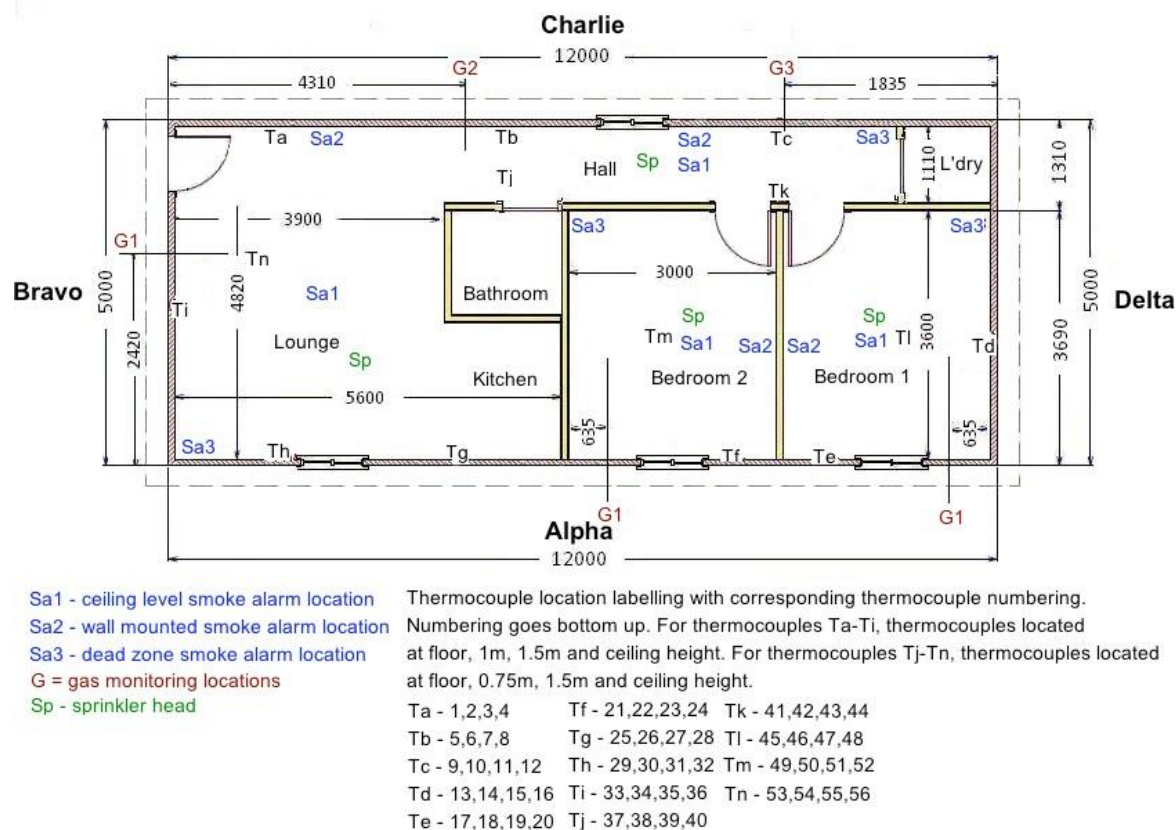 Charlie
12000
G2 G3
4310 1835
Ta Sa2 Tb Sa2 Tc Sa3
Sp
Hall Sa1 1110 L'dry 1310
Tj
Tk
3900
Sa3 Sa3
G1
Tn
3000
Bravo 5000 4820 Sa1 Bathroom 5000 Delta
Ti
2420
Sp Sp
Lounge Tm Sa1 Sa2 Sa2 Sa1 Tl 3600 Td 3690
Sp
Kitchen Bedroom 2 Bedroom 1
5600
635 635
Sa3 Th Tg Tf Te
G1 G1
Alpha
12000
Sa1 - ceiling level smoke alarm location
Sa2 - wall mounted smoke alarm location
Sa3 - dead zone smoke alarm location
G = gas monitoring locations
Sp - sprinkler head
Thermocouple location labelling with corresponding thermocouple numbering.
Numbering goes bottom up. For thermocouples Ta-Ti, thermocouples located
at floor, 1m, 1.5m and ceiling height. For thermocouples Tj-Tn, thermocouples located
at floor, 0.75m, 1.5m and ceiling height.
Ta - 1,2,3,4 Tf - 21,22,23,24 Tk - 41,42,43,44
Tb - 5,6,7,8 Tg - 25,26,27,28 Tl - 45,46,47,48
Tc - 9,10,11,12 Th - 29,30,31,32 Tm - 49,50,51,52
Td - 13,14,15,16 Ti - 33,34,35,36 Tn - 53,54,55,56
Te - 17,18,19,20 Tj - 37,38,39,40